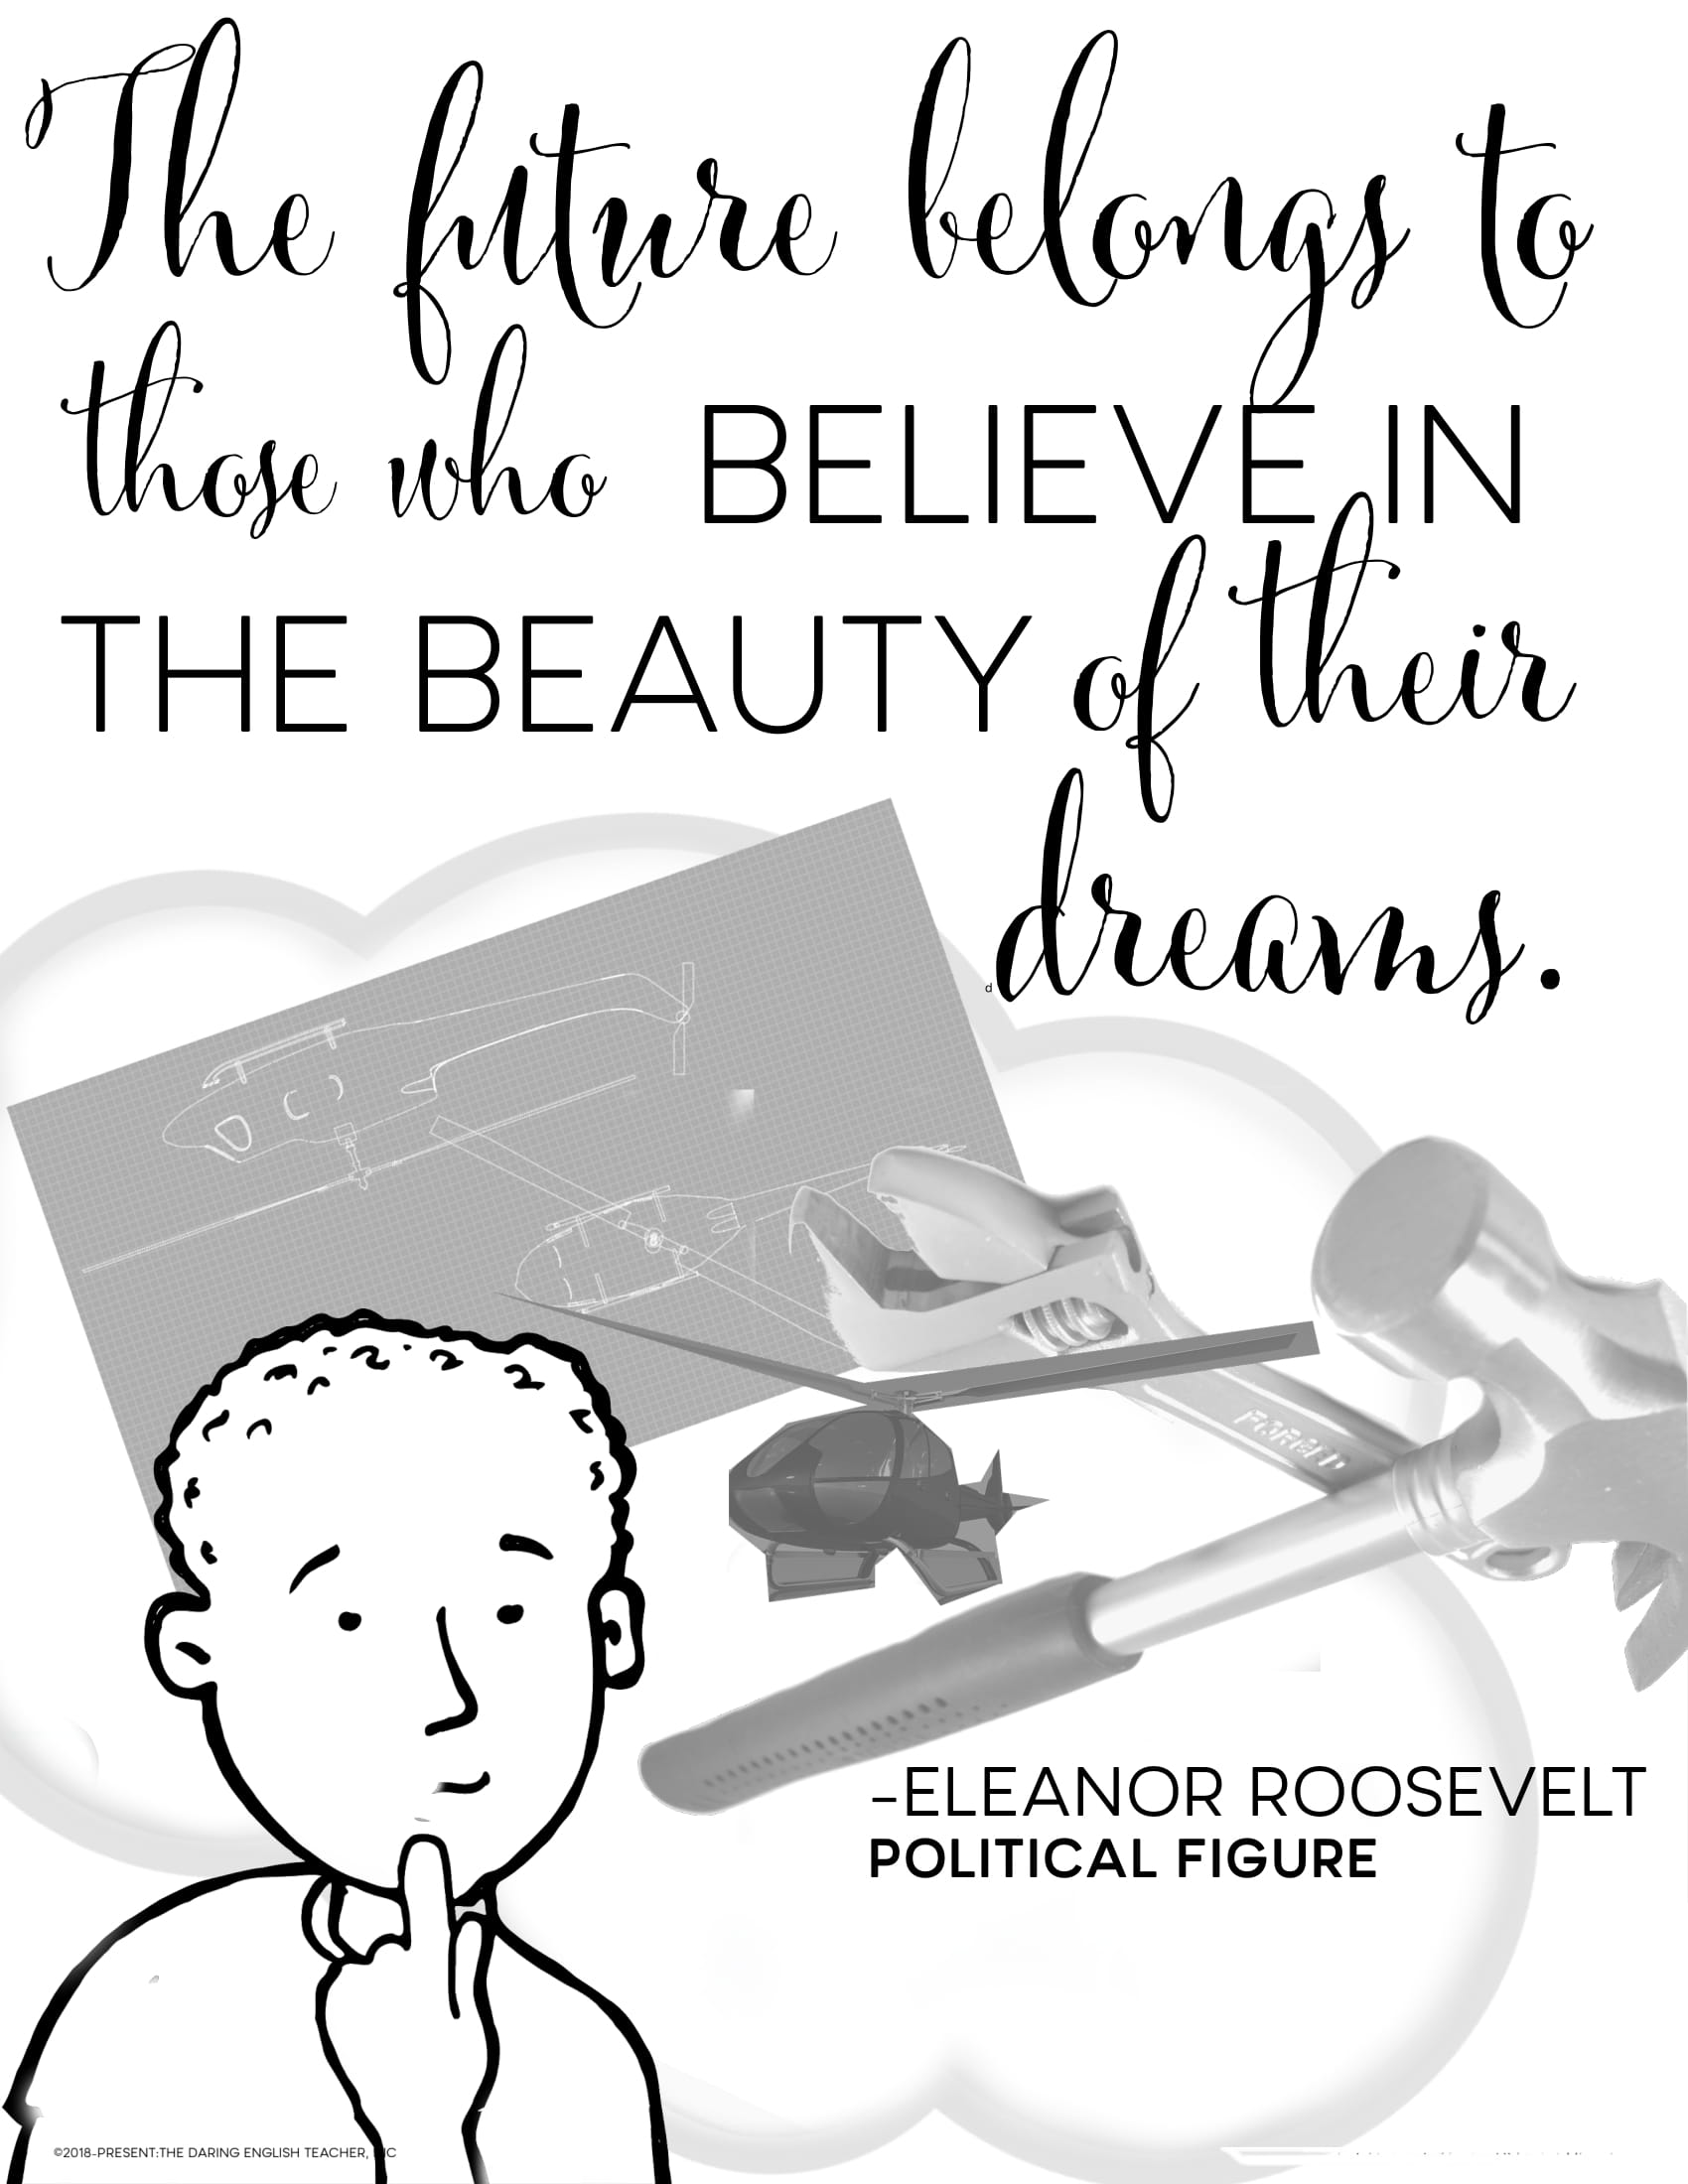 The future belongs to
those who BELIEVE IN
THE BEAUTY of their
dreams.
d
-ELEANOR ROOSEVELT
POLITICAL FIGURE
©2018-PRESENT:THE DARING ENGLISH TEACHER,